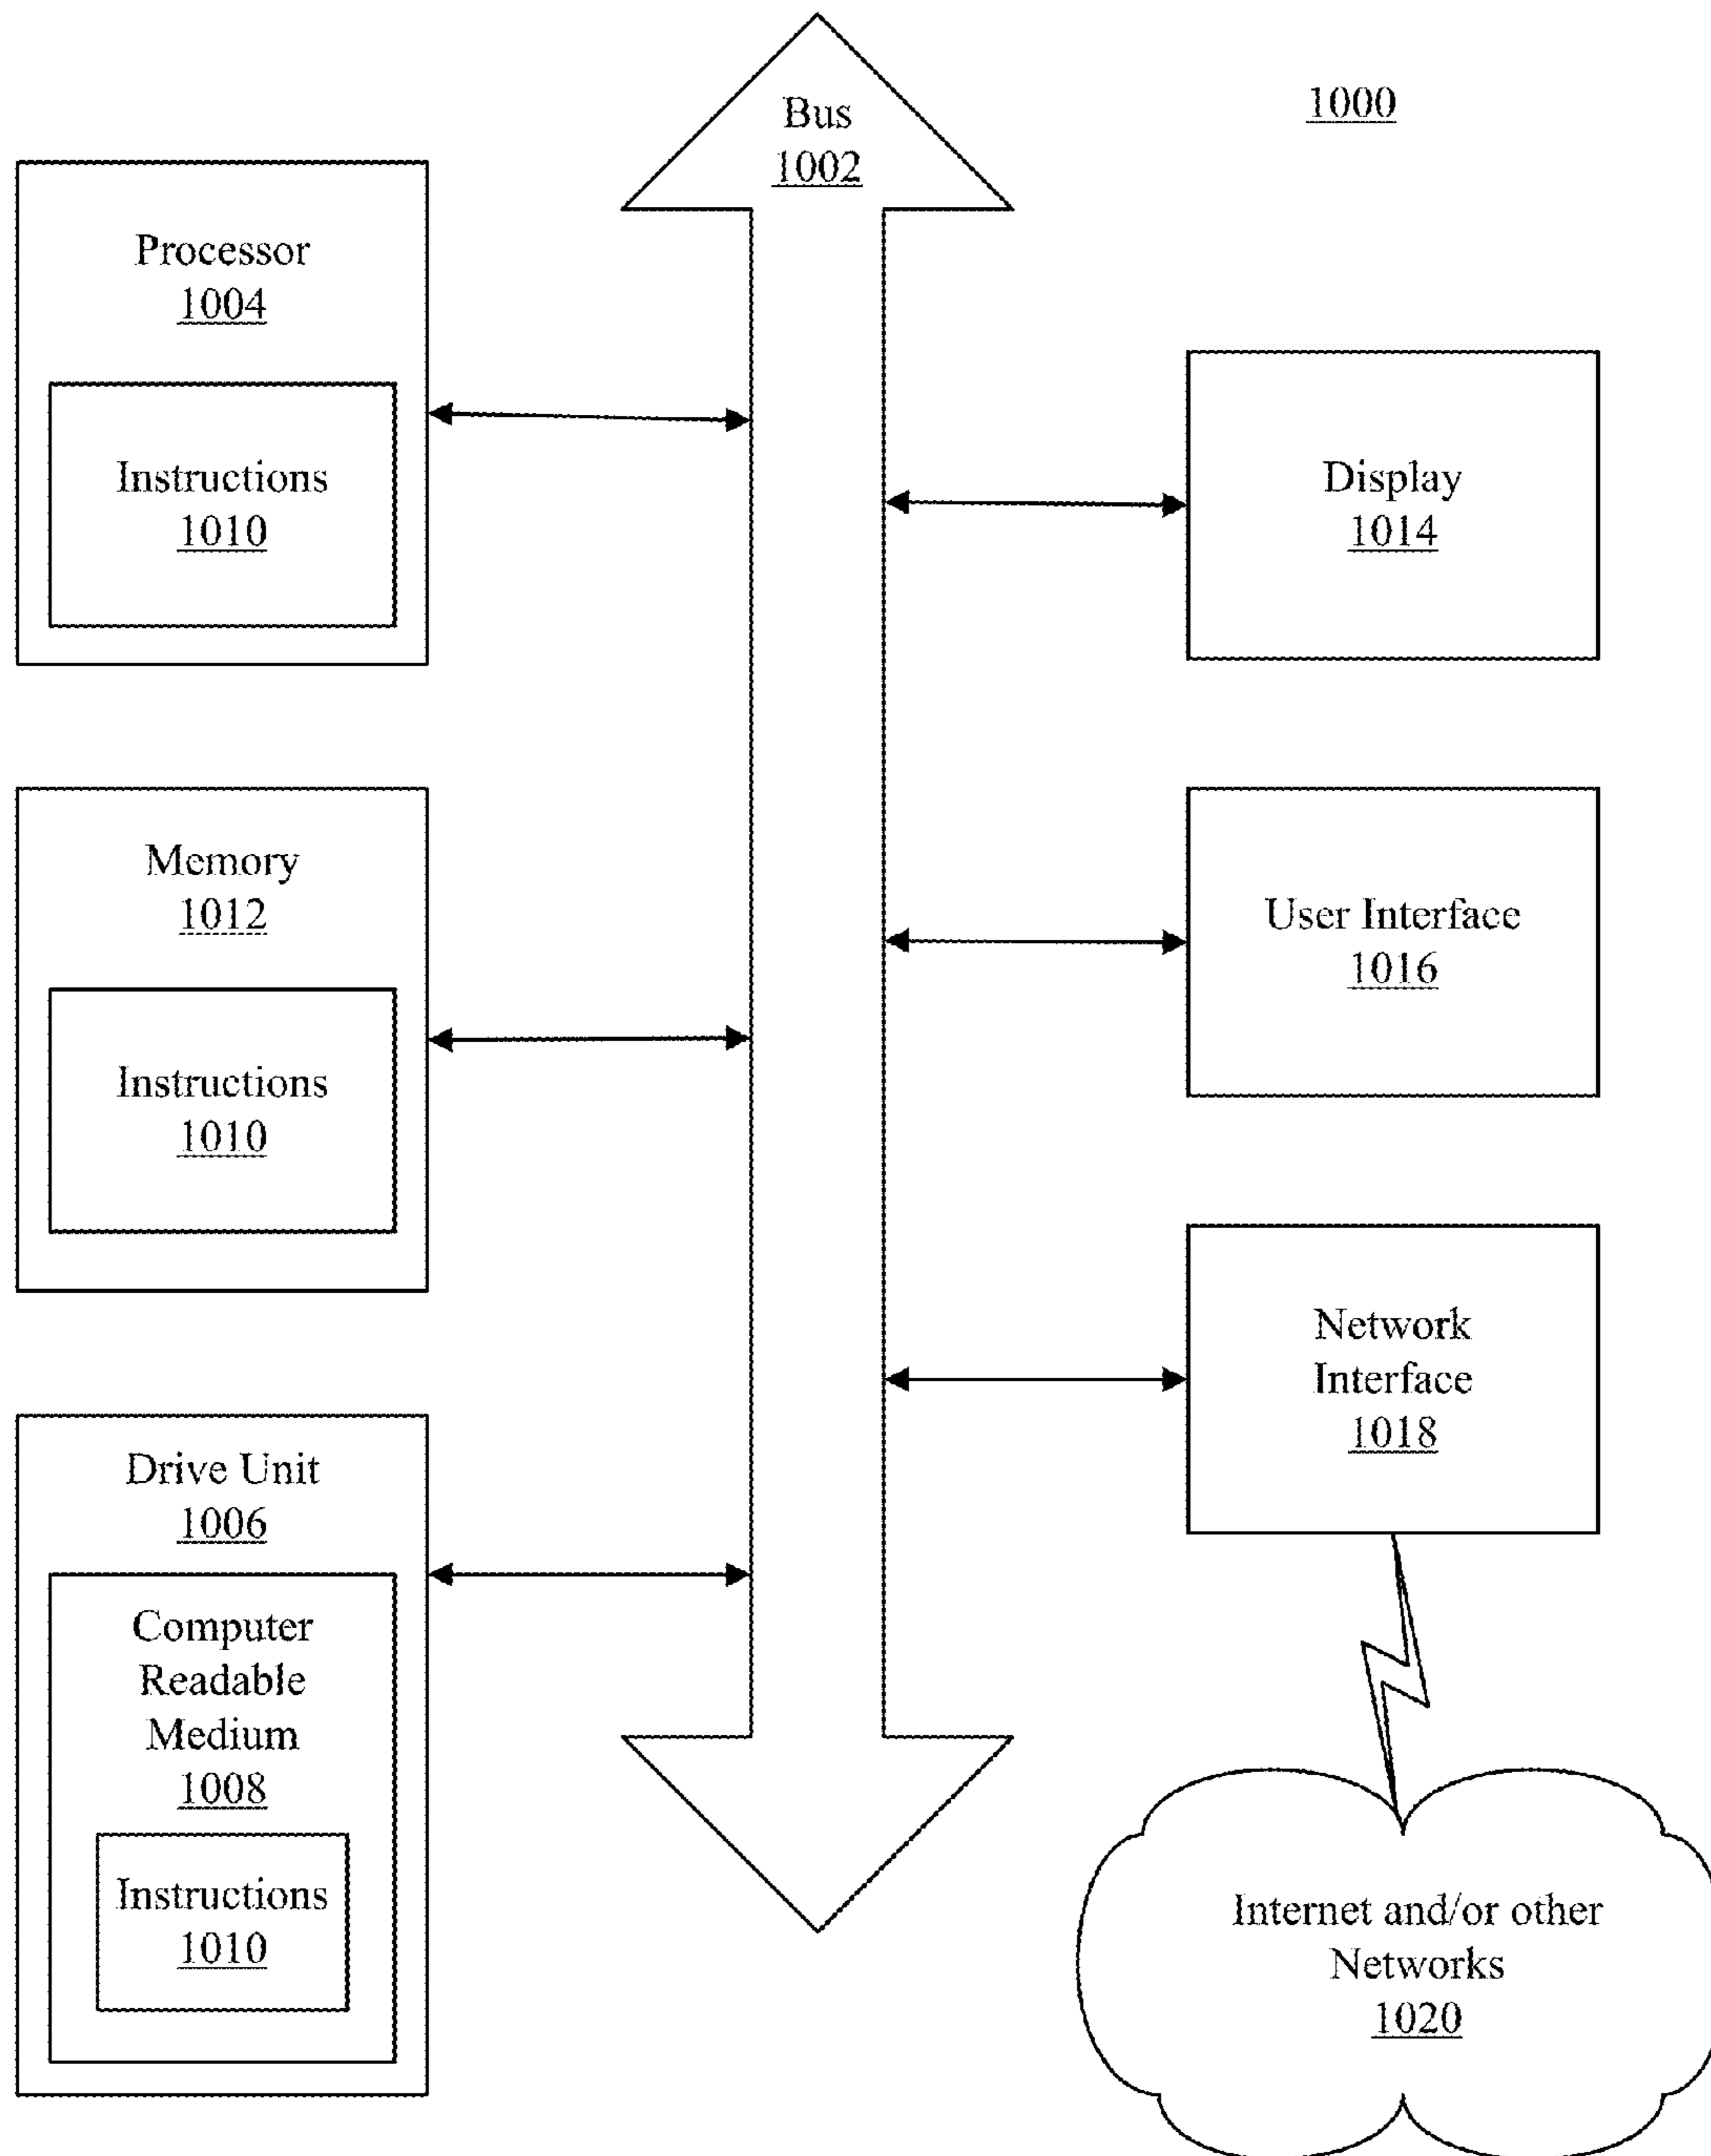 Bus
1002
1000
Processor
1004
Instructions
1010
Display
1014
Memory
1012
Instructions
1010
User Interface
1016
Network
Interface
1018
Drive Unit
1006
Computer
Readable
Medium
1008
Instructions
1010
Internet and/or other
Networks
1020